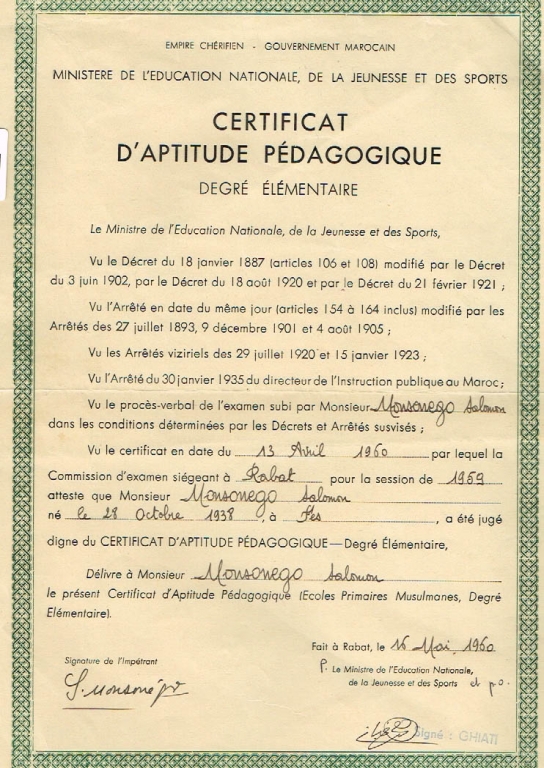 EMPIRE CHÉRIFIEN - GOUVERNEMENT MAROCAIN
MINISTERE DE L'EDUCATION NATIONALE, DE LA JEUNESSE ET DES SPORTS
CERTIFICAT
D'APTITUDE PÉDAGOGIQUE
DEGRÉ ÉLÉMENTAIRE
Le Ministre de l'Education Nationale, de la Jeunesse et des Sports,
Vu le Décret du 18 janvier 1887 (articles 106 et 108) modifié par le Décret
du 3 juin 1902, par le Décret du 18 août 1920 et par le Décret du 21 février 1921 ;
Vu l'Arrêté en date du même jour (articles 154 à 164 inclus) modifié par les
Arrêtés des 27 juillet 1893, 9 décembre 1901 et 4 août 1905 ;
Vu les Arrêtés viziriels des 29 juillet 1920 et 15 janvier 1923 ;
Vu l'Arrêté du 30 janvier 1935 du directeur de l'Instruction publique au Maroc ;
Vu le procès-verbal de l'examen subi par Monsieur Monsonego Salomon
dans les conditions déterminées par les Décrets et Arrêtés susvisés ;
Vu le certificat en date du 13 Avril 1960 par lequel la
Commission d'examen siégeant à Rabat pour la session de 1959
atteste que Monsieur Monsonego Salomon
né le 28 Octobre 1938, à Fès, a été jugé
digne du CERTIFICAT D'APTITUDE PÉDAGOGIQUE — Degré Élémentaire,
Délivre à Monsieur Monsonego Salomon
le présent Certificat d'Aptitude Pédagogique (Ecoles Primaires Musulmanes, Degré
Elémentaire).
Fait à Rabat, le 16 Mai, 1960
Signature de l'Impétrant
P. Le Ministre de l'Education Nationale,
de la Jeunesse et des Sports et p.o.
S. Monsonégo
Signé : GHIATI